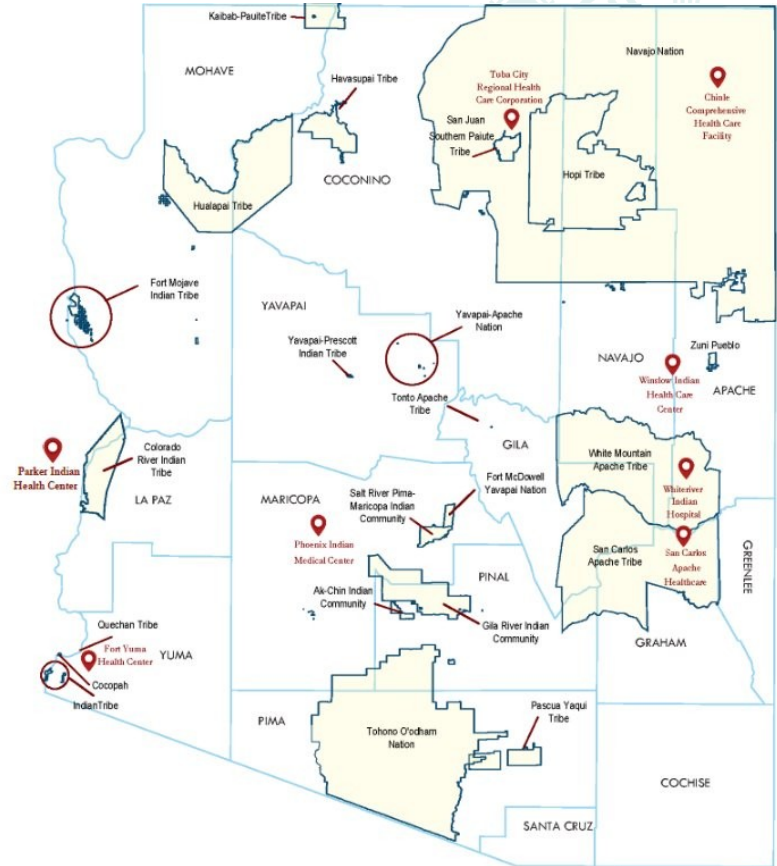 Kaibab-PauiteTribe
MOHAVE
Havasupai Tribe
Navajo Nation
Tuba City
Regional Health
Care Corporation
Chinle
Comprehensive
Health Care
Facility
San Juan
Southern Paiute
Tribe
Hopi Tribe
COCONINO
Hualapai Tribe
Fort Mojave
Indian Tribe
YAVAPAI
Yavapai-Apache
Nation
Yavapai-Prescott
Indian Tribe
Tonto Apache
Tribe
NAVAJO
Zuni Pueblo
APACHE
Winslow Indian
Health Care
Center
GILA
White Mountain
Apache Tribe
Whiteriver
Indian
Hospital
Parker Indian
Health Center
Colorado
River Indian
Tribe
LA PAZ
MARICOPA
Salt River Pima-
Maricopa Indian
Community
Fort McDowell
Yavapai Nation
Phoenix Indian
Medical Center
San Carlos
Apache Tribe
San Carlos
Apache
Healthcare
GREENLEE
PINAL
Ak-Chin Indian
Community
Gila River Indian
Community
GRAHAM
Quechan Tribe
Fort Yuma
Health Center
YUMA
Cocopah
IndianTribe
PIMA
Tohono O'odham
Nation
Pascua Yaqui
Tribe
COCHISE
SANTA CRUZ